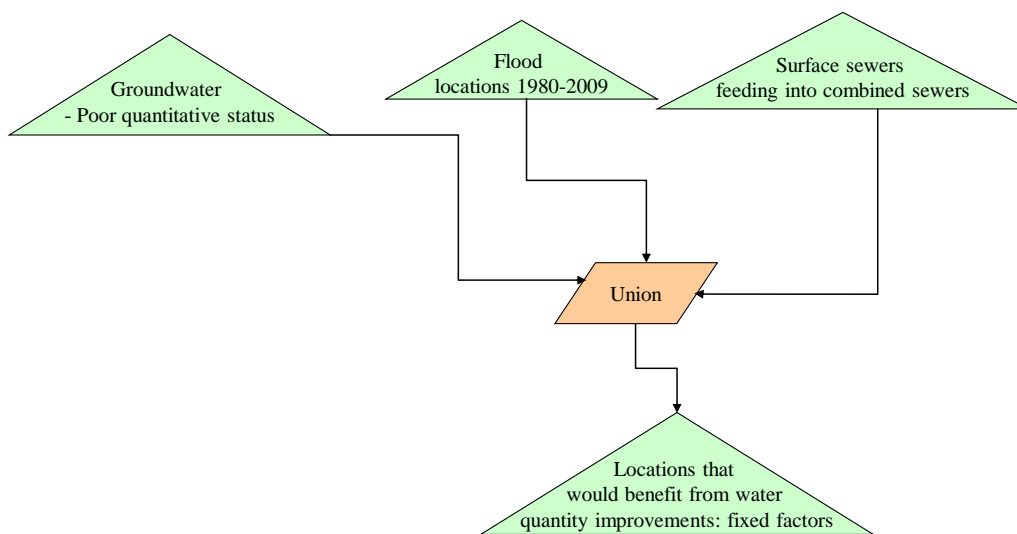 Groundwater
- Poor quantitative status
Flood
locations 1980-2009
Surface sewers
feeding into combined sewers
Union
Locations that
would benefit from water
quantity improvements: fixed factors